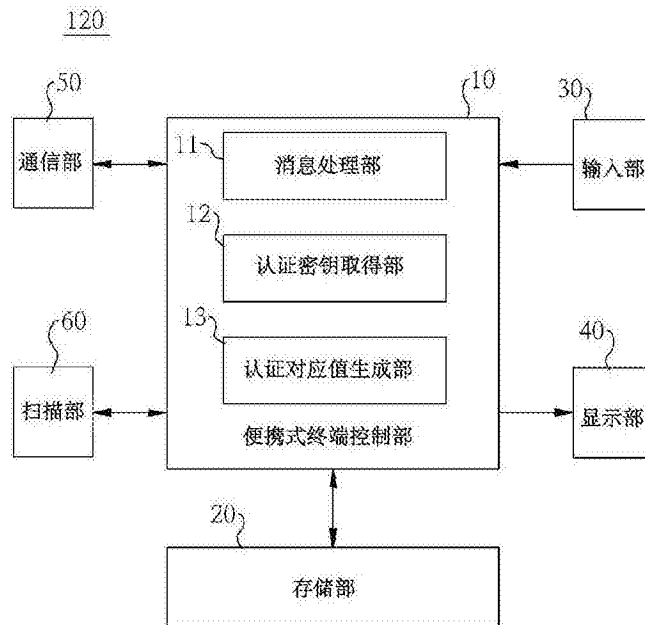 120
50
10
30
通信部
11
消息处理部
输入部
12
认证密钥取得部
60
13
40
扫描部
认证对应值生成部
显示部
便携式终端控制部
20
存储部